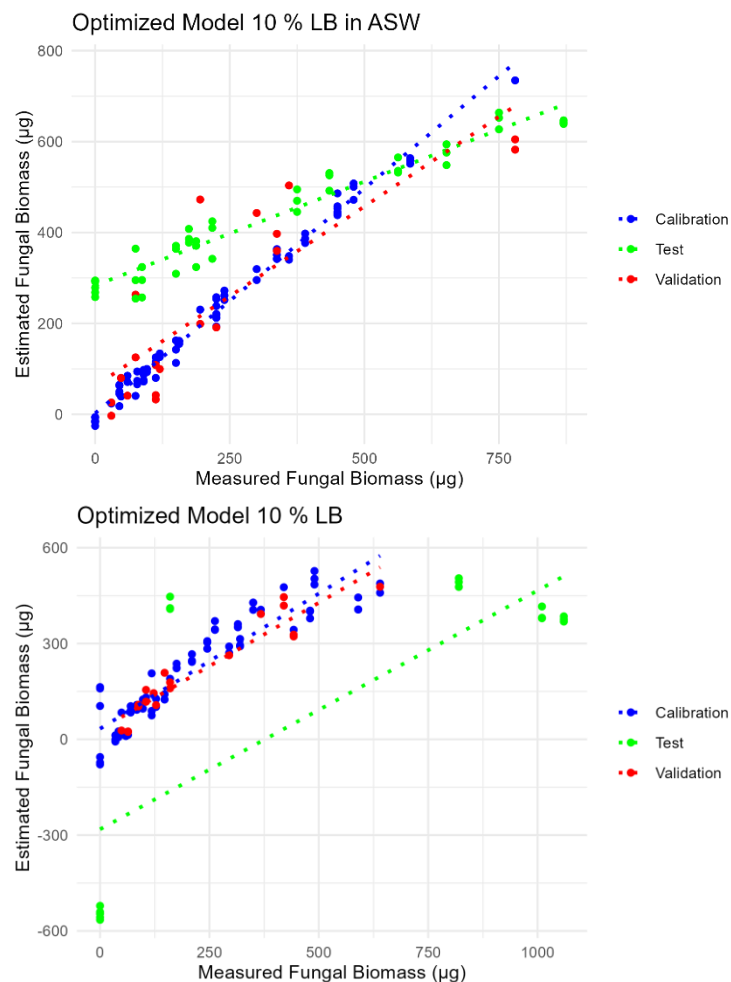 Optimized Model 10 % LB in ASW
800
600
400
200
0
Estimated Fungal Biomass (µg)
0 250 500 750
Measured Fungal Biomass (µg)
Calibration
Test
Validation
Optimized Model 10 % LB
600
300
0
-300
-600
Estimated Fungal Biomass (µg)
0 250 500 750 1000
Measured Fungal Biomass (µg)
Calibration
Test
Validation